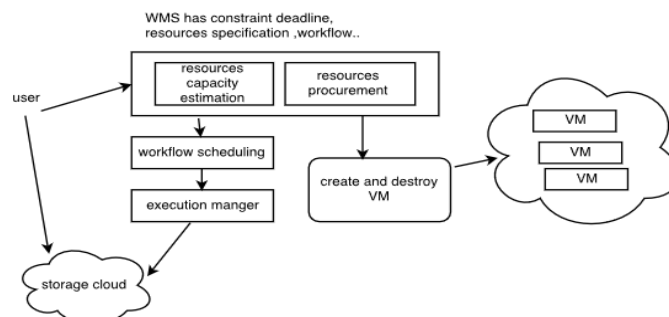 WMS has constraint deadline,
resources specification ,workflow..
resources
capacity
estimation
resources
procurement
user
workflow scheduling
execution manger
create and destroy
VM
VM
VM
VM
storage cloud